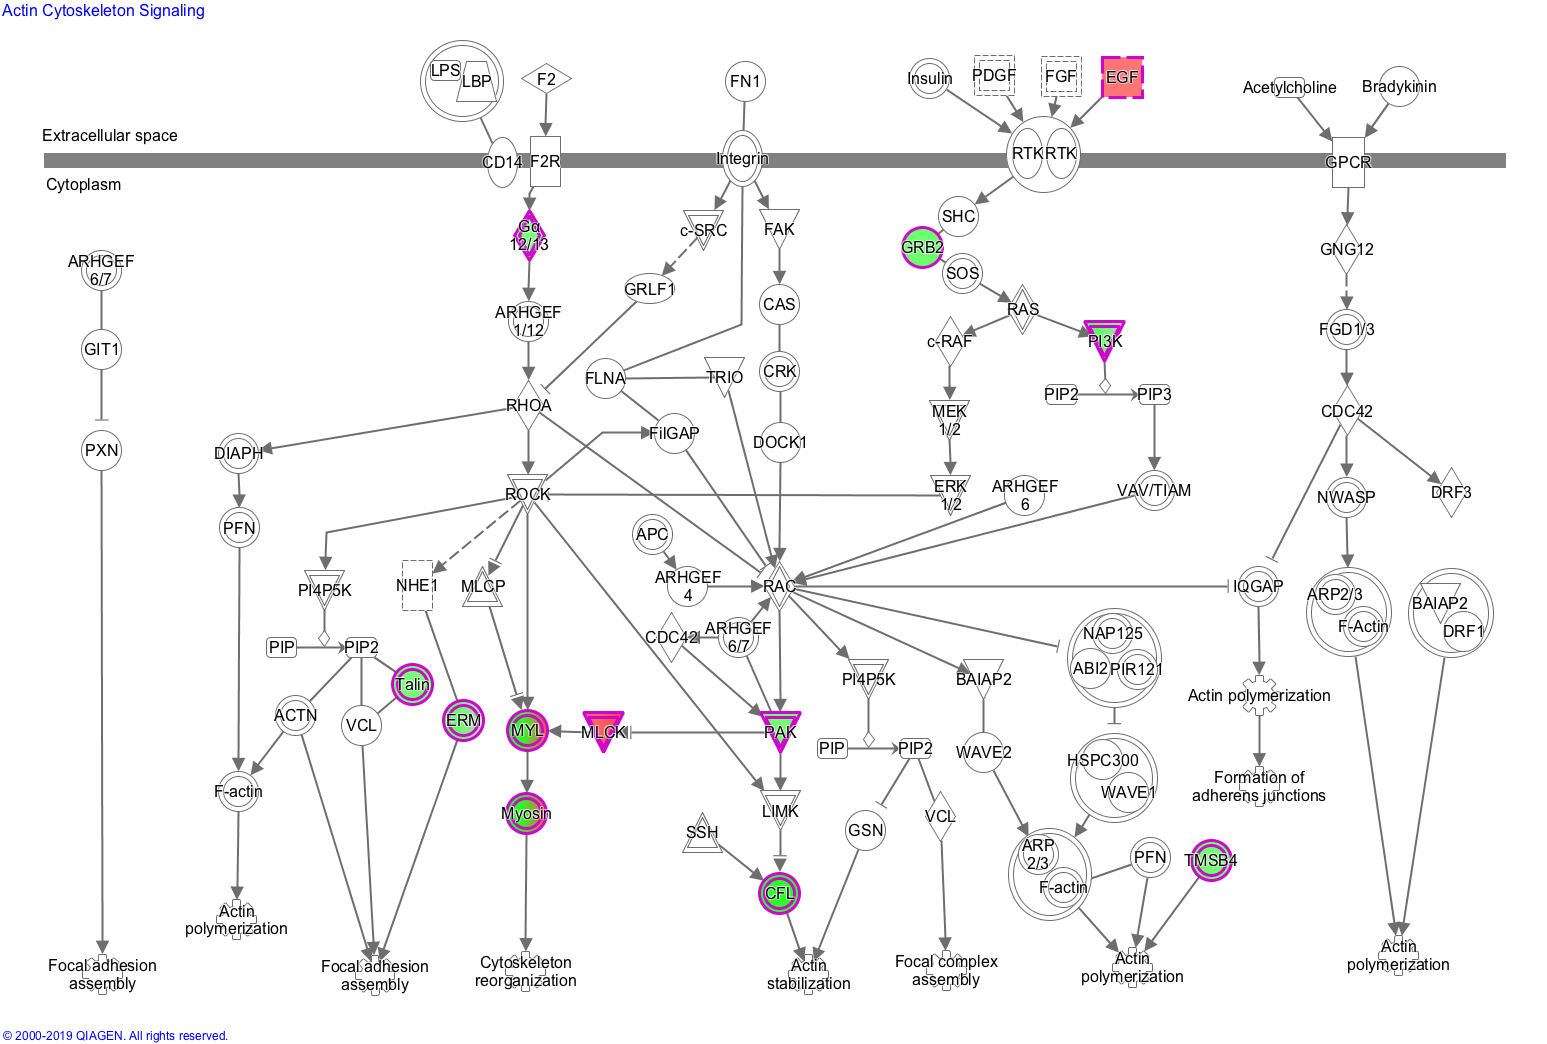 Actin Cytoskeleton Signaling
LPS
LBP
F2
FN1
Insulin
PDGF
FGF
EGF
Acetylcholine
Bradykinin
Extracellular space
CD14
F2R
Integrin
RTK
RTK
GPCR
Cytoplasm
Gα
12/13
c-SRC
FAK
SHC
GRB2
SOS
GNG12
ARHGEF
6/7
GRLF1
CAS
RAS
ARHGEF
1/12
c-RAF
PI3K
FGD1/3
GIT1
FLNA
TRIO
CRK
PIP2
PIP3
RHOA
MEK
1/2
CDC42
PXN
DIAPH
FilGAP
DOCK1
ROCK
ERK
1/2
ARHGEF
6
VAV/TIAM
NWASP
DRF3
PFN
APC
PI4P5K
NHE1
MLCP
ARHGEF
4
RAC
IQGAP
ARP2/3
F-Actin
BAIAP2
DRF1
PIP
PIP2
CDC42
ARHGEF
6/7
NAP125
ABI2
PIR121
Talin
PI4P5K
BAIAP2
Actin polymerization
ACTN
VCL
ERM
MYL
MLCK
PAK
PIP
PIP2
WAVE2
HSPC300
WAVE1
Formation of
adherens junctions
F-actin
Myosin
SSH
LIMK
GSN
VCL
ARP
2/3
F-actin
PFN
TMSB4
CFL
Actin
polymerization
Focal adhesion
assembly
Focal adhesion
assembly
Cytoskeleton
reorganization
Actin
stabilization
Focal complex
assembly
Actin
polymerization
Actin
polymerization
© 2000-2019 QIAGEN. All rights reserved.